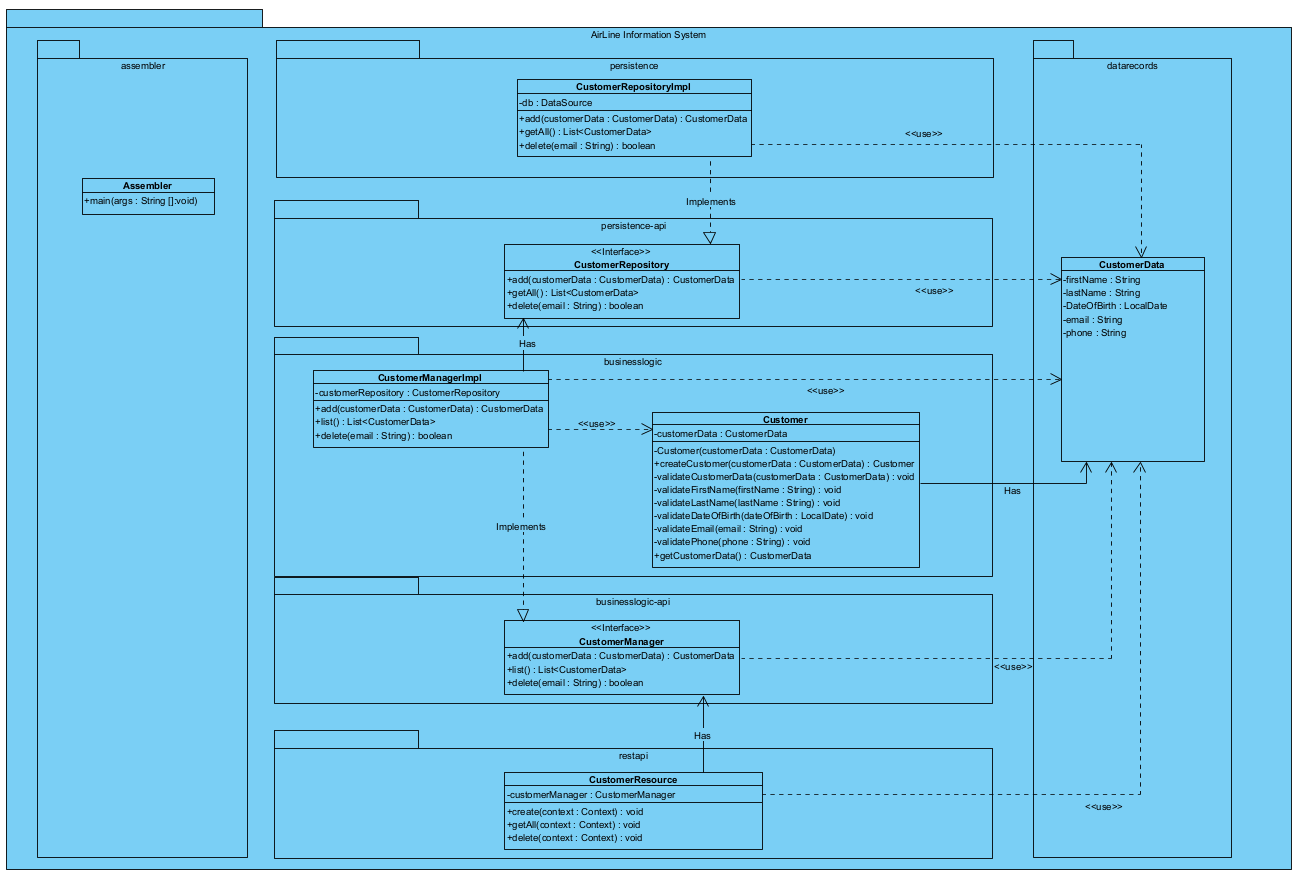 AirLine Information System
assembler
Assembler
+main(args : String []:void)
persistence
CustomerRepositoryImpl
-db : DataSource
+add(customerData : CustomerData) : CustomerData
+getAll() : List<CustomerData>
+delete(email : String) : boolean
<<use>>
Implements
persistence-api
<<Interface>>
CustomerRepository
+add(customerData : CustomerData) : CustomerData
+getAll() : List<CustomerData>
+delete(email : String) : boolean
<<use>>
Has
businesslogic
CustomerManagerImpl
-customerRepository : CustomerRepository
+add(customerData : CustomerData) : CustomerData
+list() : List<CustomerData>
+delete(email : String) : boolean
<<use>>
<<use>>
Customer
-customerData : CustomerData
-Customer(customerData : CustomerData)
+createCustomer(customerData : CustomerData) : Customer
-validateCustomerData(customerData : CustomerData) : void
-validateFirstName(firstName : String) : void
-validateLastName(lastName : String) : void
-validateDateOfBirth(dateOfBirth : LocalDate) : void
-validateEmail(email : String) : void
-validatePhone(phone : String) : void
+getCustomerData() : CustomerData
Has
Implements
businesslogic-api
<<Interface>>
CustomerManager
+add(customerData : CustomerData) : CustomerData
+list() : List<CustomerData>
+delete(email : String) : boolean
<<use>>
Has
restapi
CustomerResource
-customerManager : CustomerManager
+create(context : Context) : void
+getAll(context : Context) : void
+delete(context : Context) : void
<<use>>
datarecords
CustomerData
-firstName : String
-lastName : String
-DateOfBirth : LocalDate
-email : String
-phone : String